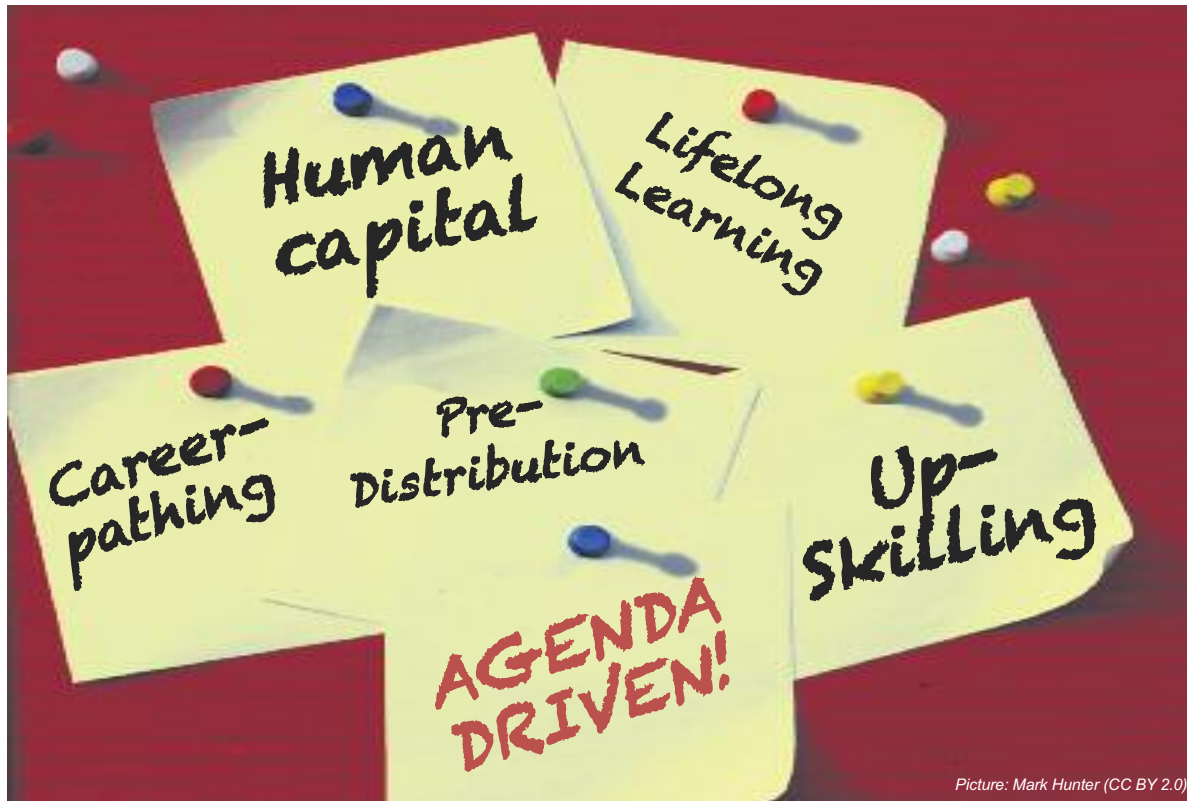 Human
capital
Lifelong
Learning
Career-
pathing
Pre-
Distribution
Up-
Skilling
AGENDA
DRIVEN!
Picture: Mark Hunter (CC BY 2.0)